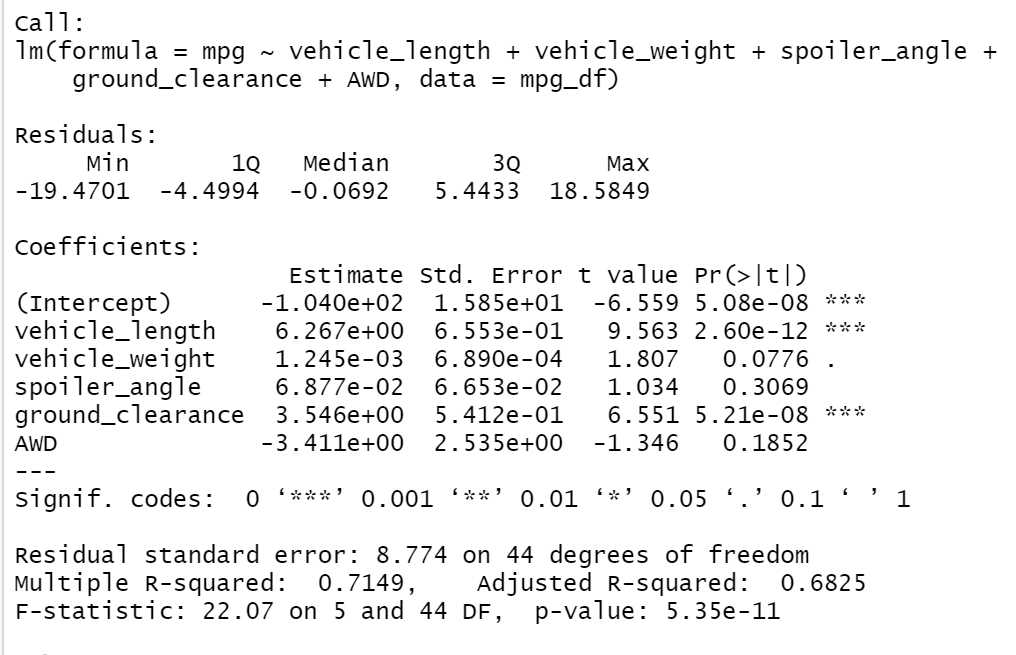 Call:
lm(formula = mpg ~ vehicle_length + vehicle_weight + spoiler_angle +
    ground_clearance + AWD, data = mpg_df)

Residuals:
     Min       1Q   Median       3Q      Max
-19.4701  -4.4994  -0.0692   5.4433  18.5849

Coefficients:
                   Estimate Std. Error t value Pr(>|t|)
(Intercept)      -1.040e+02  1.585e+01  -6.559 5.08e-08 ***
vehicle_length    6.267e+00  6.553e-01   9.563 2.60e-12 ***
vehicle_weight    1.245e-03  6.890e-04   1.807   0.0776 .
spoiler_angle     6.877e-02  6.653e-02   1.034   0.3069
ground_clearance  3.546e+00  5.412e-01   6.551 5.21e-08 ***
AWD              -3.411e+00  2.535e+00  -1.346   0.1852
---
Signif. codes:  0 ‘***’ 0.001 ‘**’ 0.01 ‘*’ 0.05 ‘.’ 0.1 ‘ ’ 1

Residual standard error: 8.774 on 44 degrees of freedom
Multiple R-squared:  0.7149,    Adjusted R-squared:  0.6825
F-statistic: 22.07 on 5 and 44 DF,  p-value: 5.35e-11